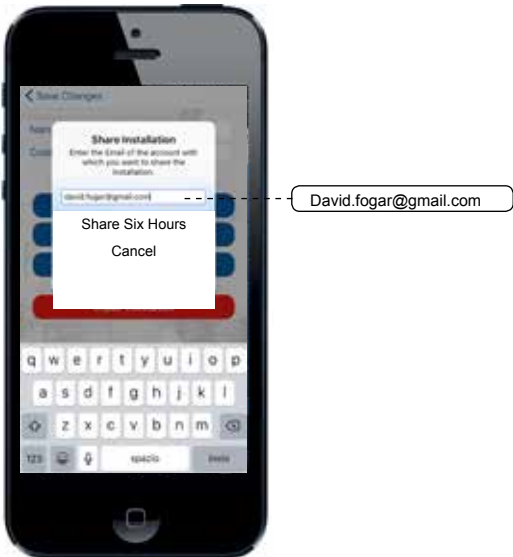 Save Changes
Share Installation
Enter the Email of the account with
which you want to share the
installation.
david.fogar@gmail.com
David.fogar@gmail.com
Share Six Hours
Cancel
q w e r t y u i o p
a s d f g h j k l
z x c v b n m
123 spazio invio